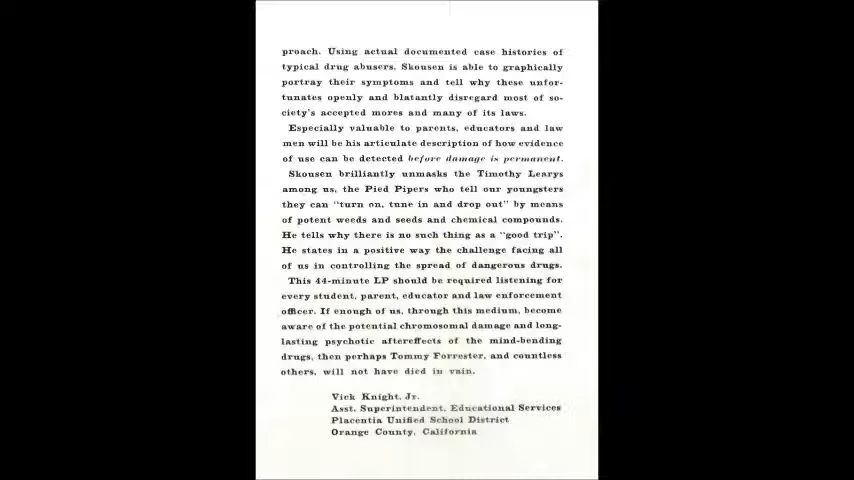 proach. Using actual documented case histories of
typical drug abusers, Skousen is able to graphically
portray their symptoms and tell why these unfor-
tunates openly and blatantly disregard most of so-
ciety's accepted mores and many of its laws.
Especially valuable to parents, educators and law
men will be his articulate description of how evidence
of use can be detected before damage is permanent.
Skousen brilliantly unmasks the Timothy Learys
among us, the Pied Pipers who tell our youngsters
they can "turn on, tune in and drop out" by means
of potent weeds and seeds and chemical compounds.
He tells why there is no such thing as a "good trip".
He states in a positive way the challenge facing all
of us in controlling the spread of dangerous drugs.
This 44-minute LP should be required listening for
every student, parent, educator and law enforcement
officer. If enough of us, through this medium, become
aware of the potential chromosomal damage and long-
lasting psychotic aftereffects of the mind-bending
drugs, then perhaps Tommy Forrester, and countless
others, will not have died in vain.
Vick Knight, Jr.
Asst. Superintendent, Educational Services
Placentia Unified School District
Orange County, California